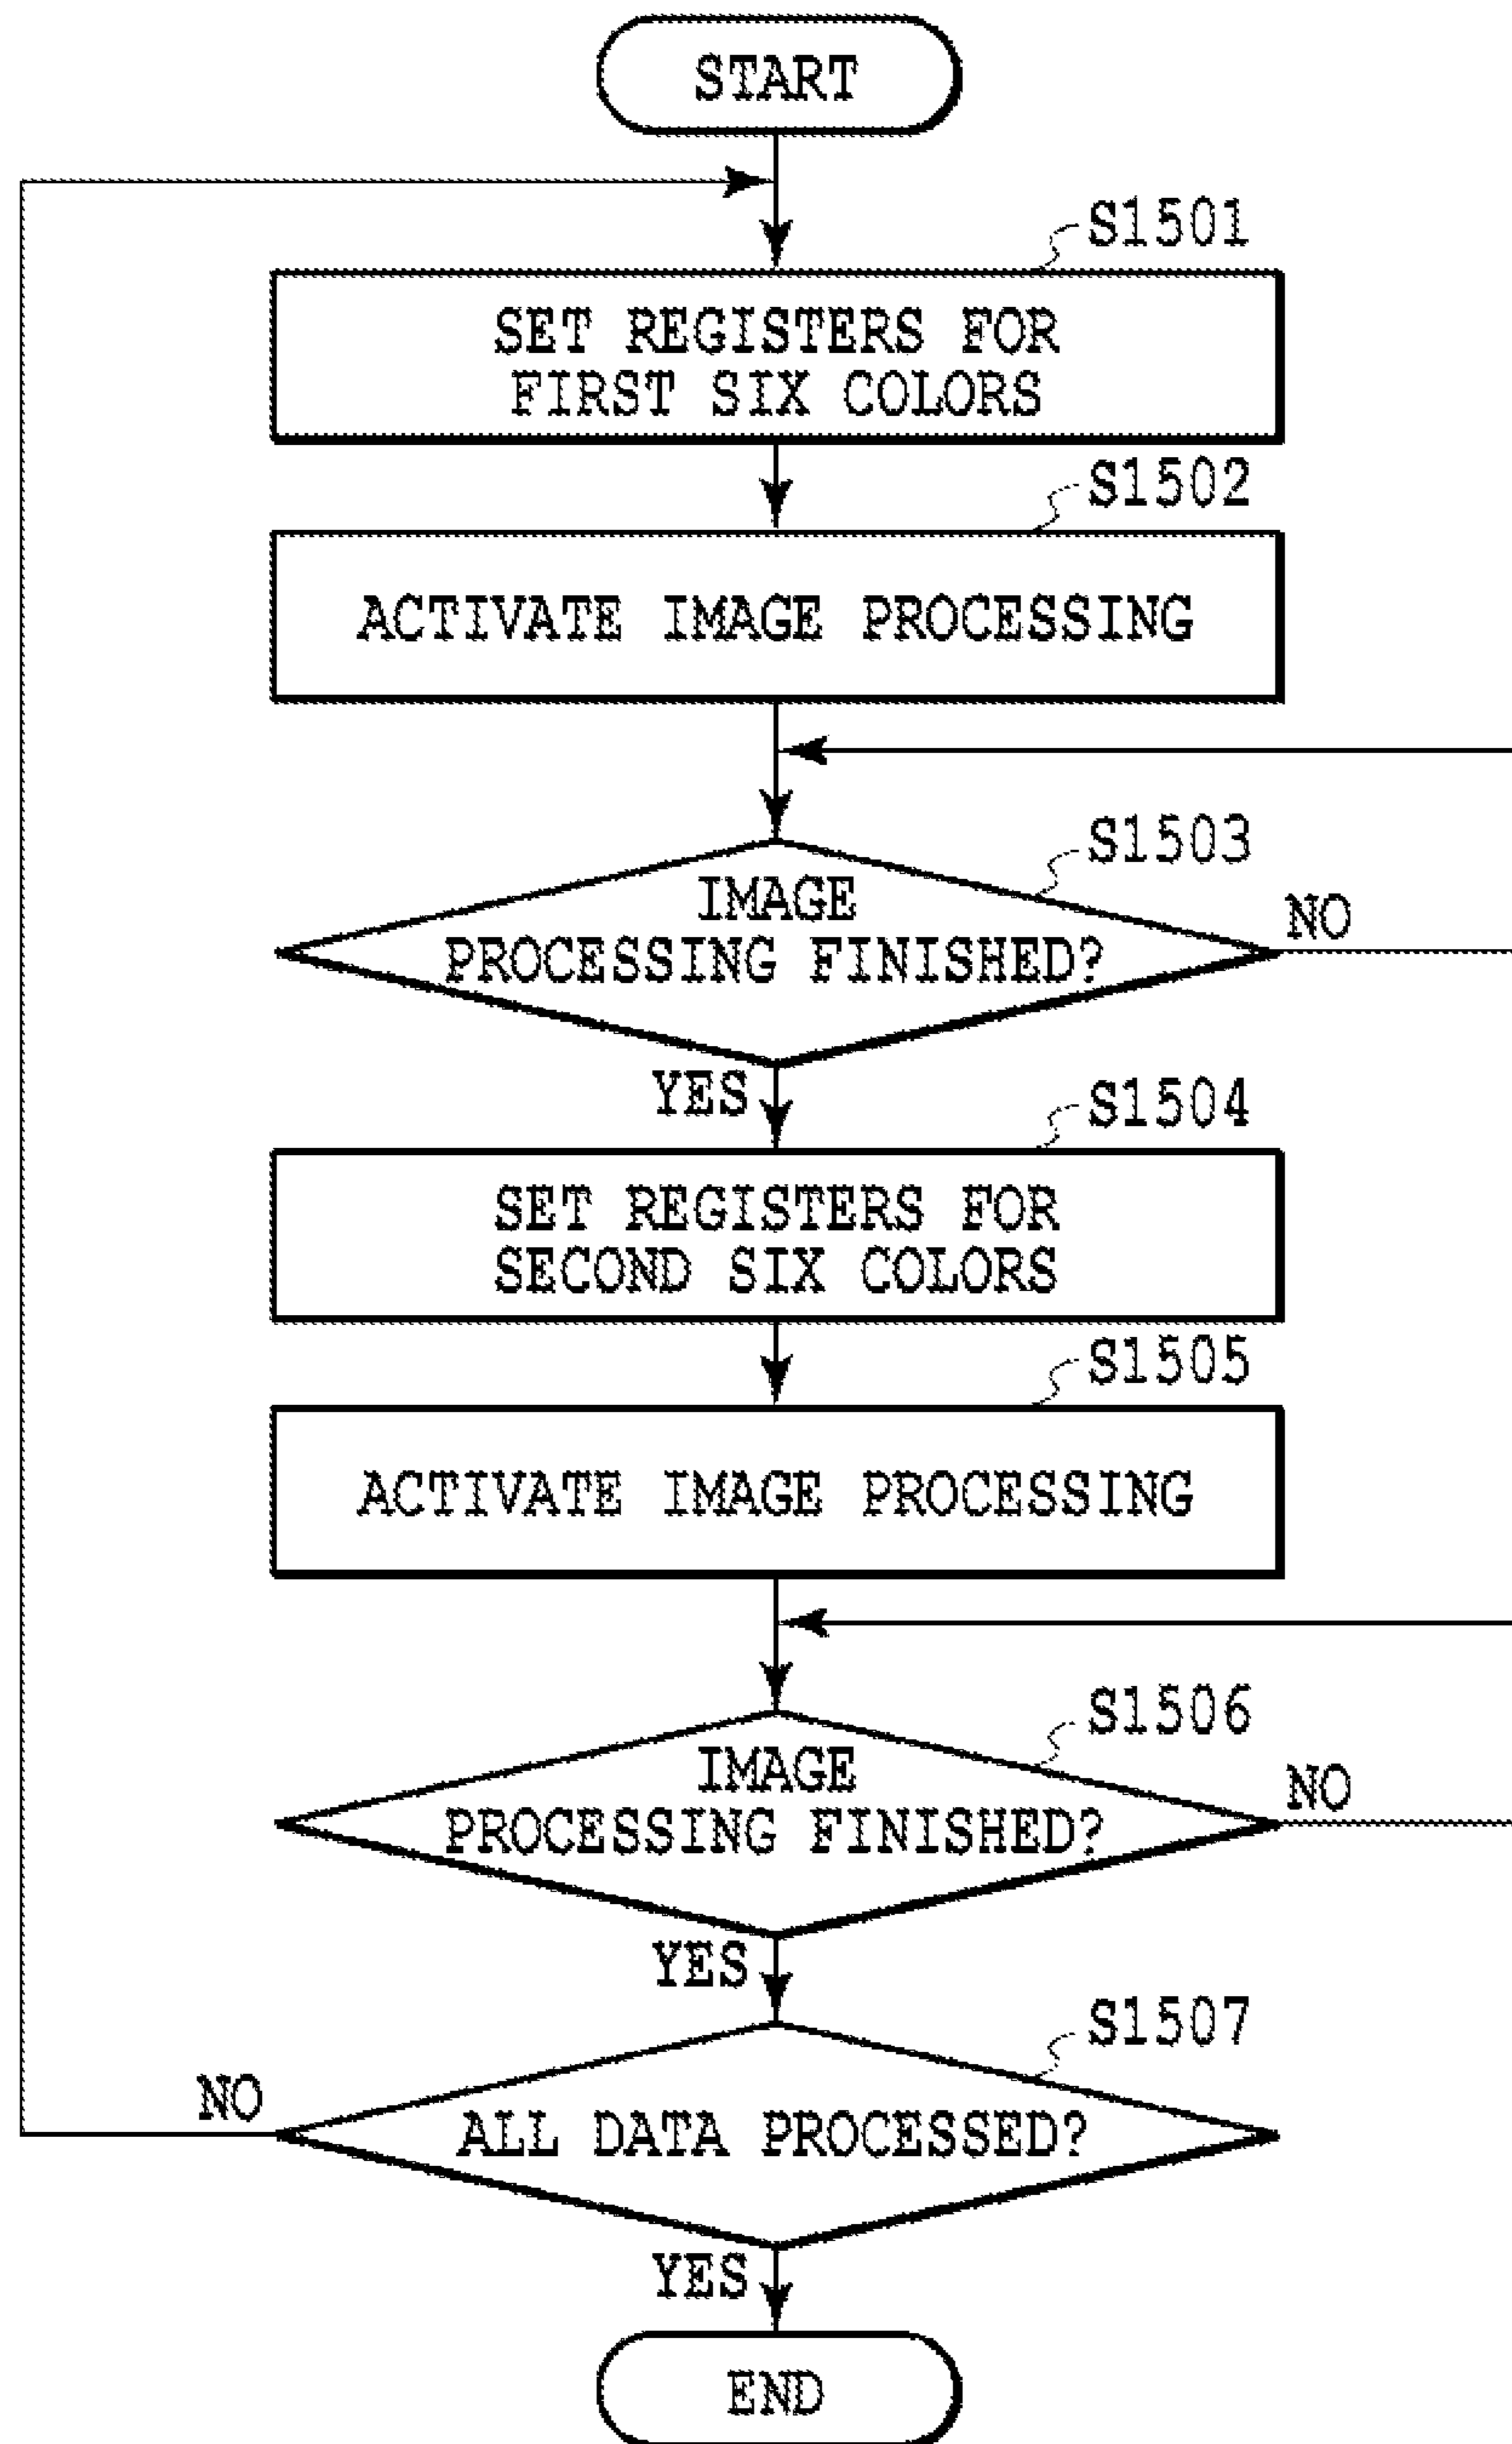 START
S1501
SET REGISTERS FOR
FIRST SIX COLORS
S1502
ACTIVATE IMAGE PROCESSING
S1503
IMAGE
PROCESSING FINISHED?
NO
YES
S1504
SET REGISTERS FOR
SECOND SIX COLORS
S1505
ACTIVATE IMAGE PROCESSING
S1506
IMAGE
PROCESSING FINISHED?
NO
YES
S1507
ALL DATA PROCESSED?
NO
YES
END